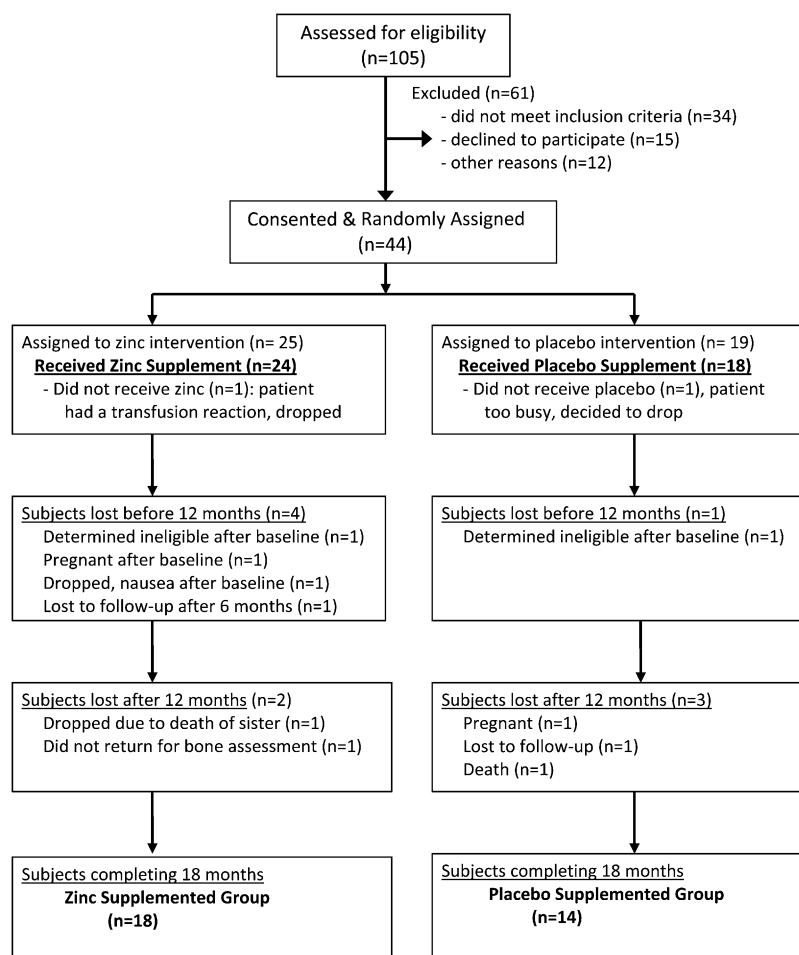 Assessed for eligibility
(n=105)
Excluded (n=61)
- did not meet inclusion criteria (n=34)
- declined to participate (n=15)
- other reasons (n=12)
Consented & Randomly Assigned
(n=44)
Assigned to zinc intervention (n= 25)
Received Zinc Supplement (n=24)
- Did not receive zinc (n=1): patient
had a transfusion reaction, dropped
Assigned to placebo intervention (n= 19)
Received Placebo Supplement (n=18)
- Did not receive placebo (n=1), patient
too busy, decided to drop
Subjects lost before 12 months (n=4)
Determined ineligible after baseline (n=1)
Pregnant after baseline (n=1)
Dropped, nausea after baseline (n=1)
Lost to follow-up after 6 months (n=1)
Subjects lost before 12 months (n=1)
Determined ineligible after baseline (n=1)
Subjects lost after 12 months (n=2)
Dropped due to death of sister (n=1)
Did not return for bone assessment (n=1)
Subjects lost after 12 months (n=3)
Pregnant (n=1)
Lost to follow-up (n=1)
Death (n=1)
Subjects completing 18 months
Zinc Supplemented Group
(n=18)
Subjects completing 18 months
Placebo Supplemented Group
(n=14)